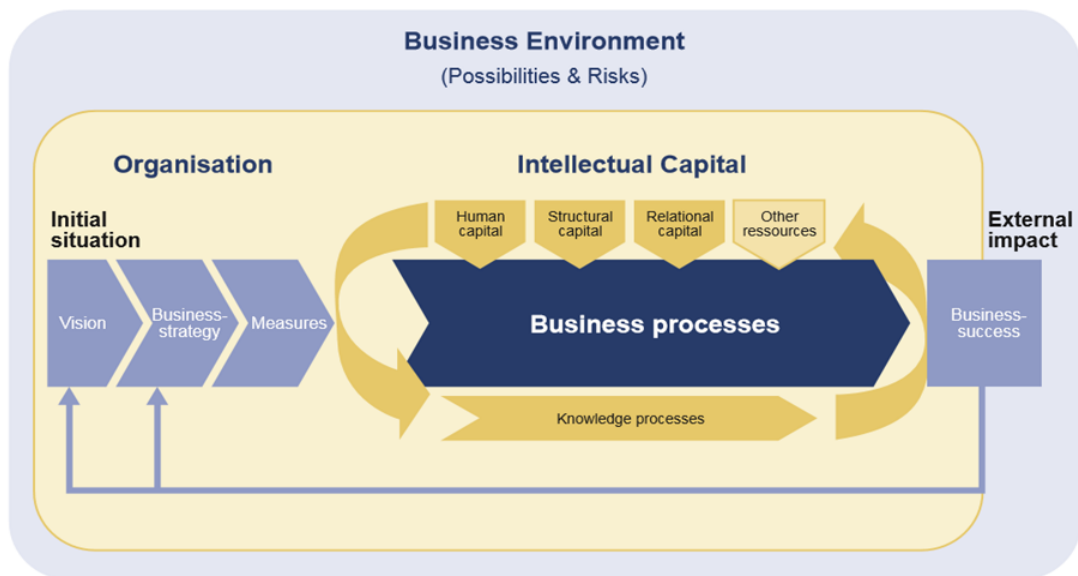 Business Environment
(Possibilities & Risks)
Organisation
Intellectual Capital
Initial
situation
Human
capital
Structural
capital
Relational
capital
Other
ressources
External
impact
Vision
Business-
strategy
Measures
Business processes
Business-
success
Knowledge processes